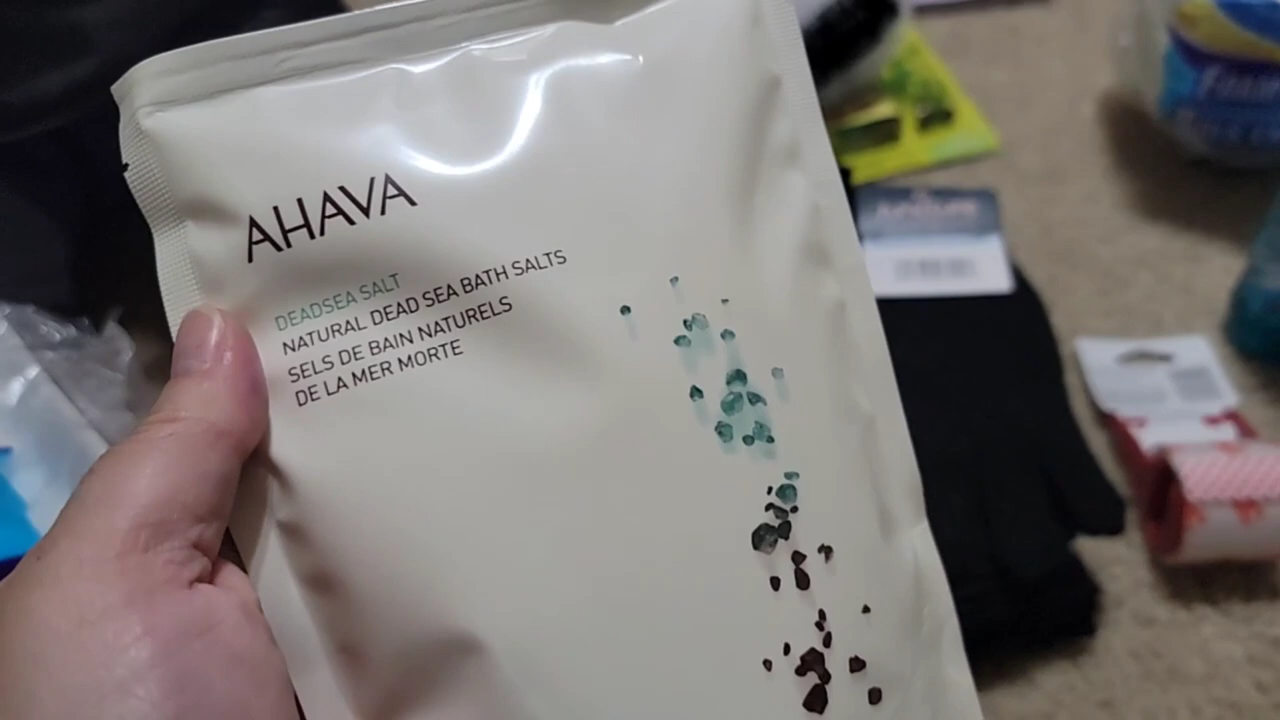 AHAVA
DEADSEA SALT
NATURAL DEAD SEA BATH SALTS
SELS DE BAIN NATURELS
DE LA MER MORTE